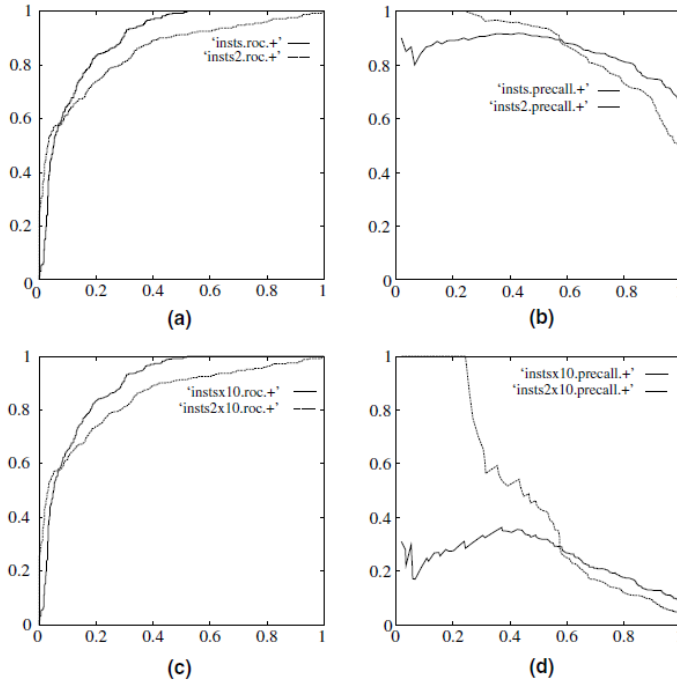 1
0.8
0.6
0.4
0.2
0
0 0.2 0.4 0.6 0.8 1
‘insts.roc.+’
‘insts2.roc.+’
(a)
1
0.8
0.6
0.4
0.2
0
0 0.2 0.4 0.6 0.8
‘insts.precall.+’
‘insts2.precall.+’
(b)
1
0.8
0.6
0.4
0.2
0
0 0.2 0.4 0.6 0.8 1
‘instsx10.roc.+’
‘insts2x10.roc.+’
(c)
1
0.8
0.6
0.4
0.2
0
0 0.2 0.4 0.6 0.8
‘instsx10.precall.+’
‘insts2x10.precall.+’
(d)